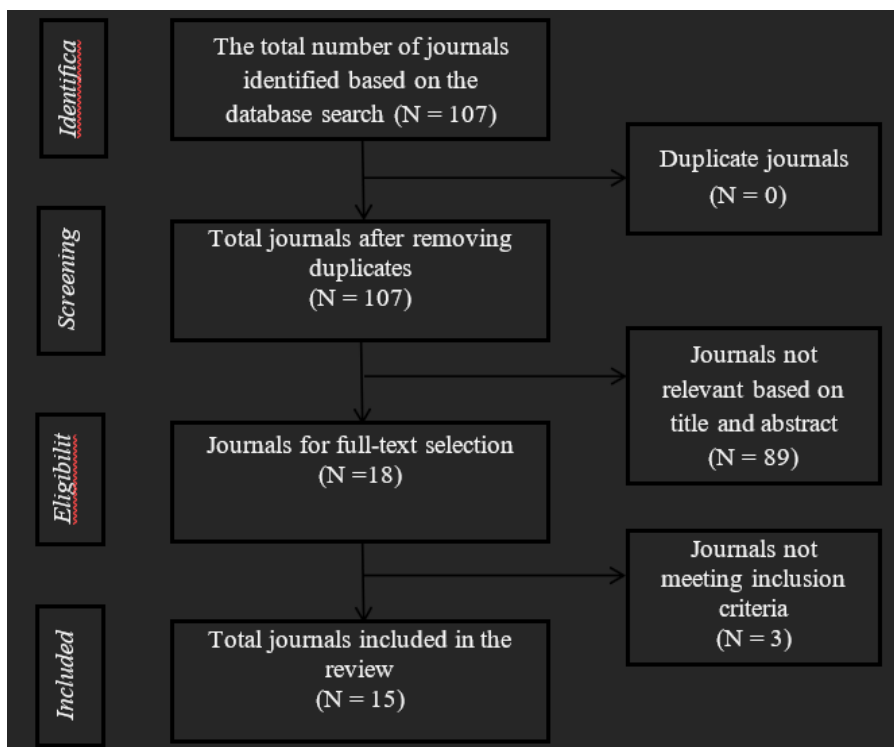 Identifica
The total number of journals
identified based on the
database search (N = 107)
Duplicate journals
(N = 0)
Screening
Total journals after removing
duplicates
(N = 107)
Journals not
relevant based on
title and abstract
(N = 89)
Eligibilit
Journals for full-text selection
(N =18)
Journals not
meeting inclusion
criteria
(N = 3)
Included
Total journals included in the
review
(N = 15)